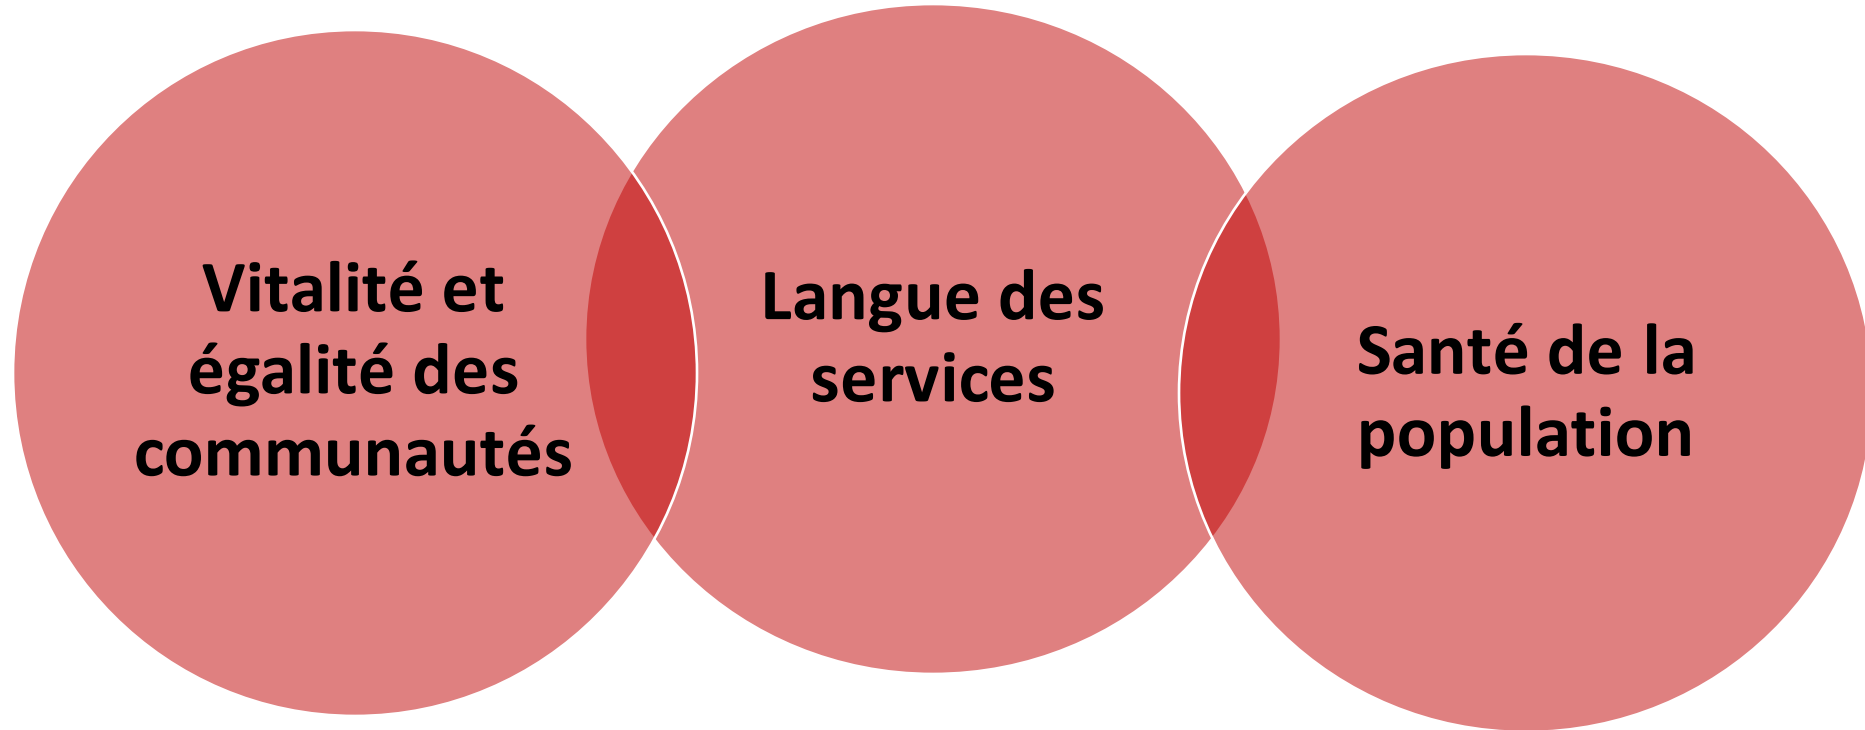 Vitalité et
égalité des
communautés
Langue des
services
Santé de la
population